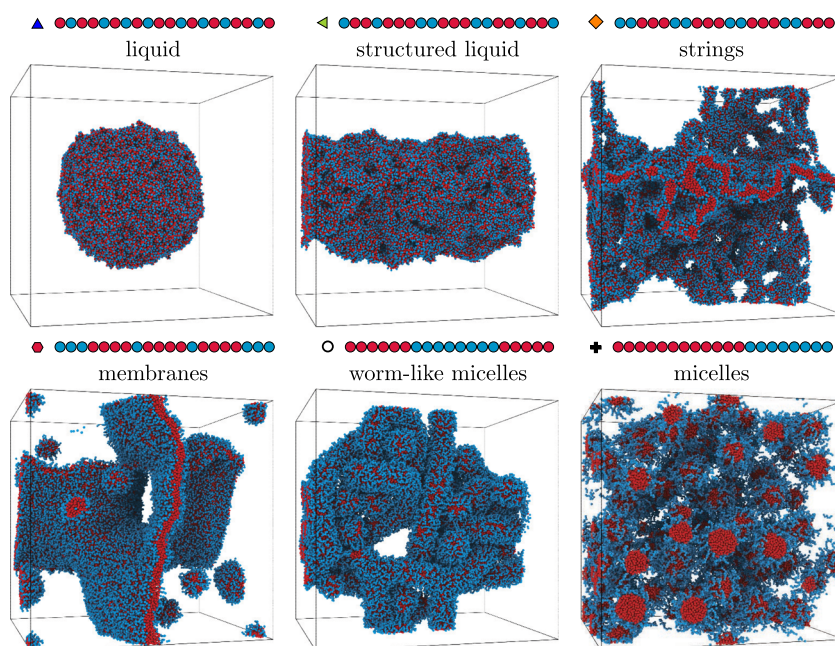 liquid
structured liquid
strings
membranes
worm-like micelles
micelles